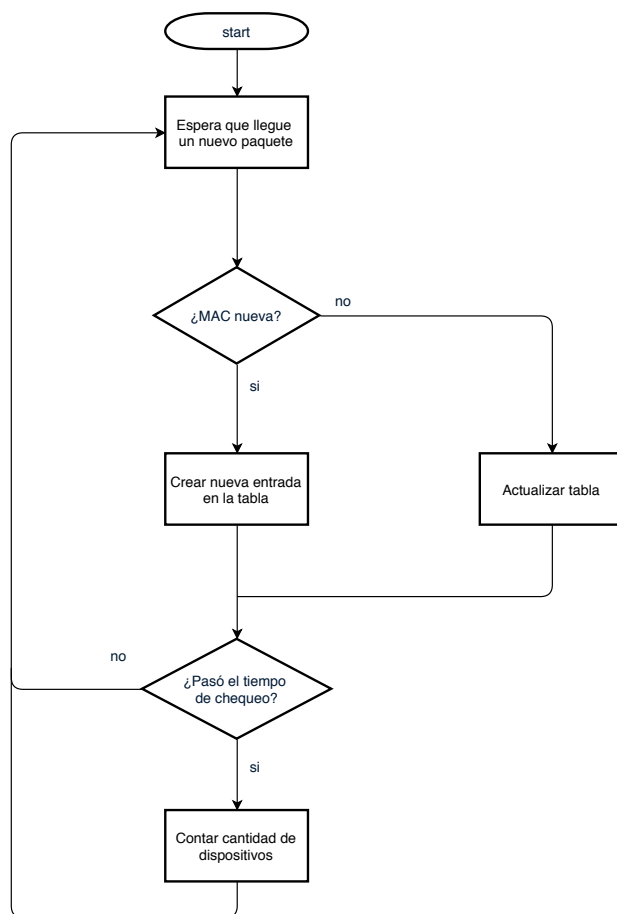 start
Espera que llegue
un nuevo paquete
¿MAC nueva?
no
si
Crear nueva entrada
en la tabla
Actualizar tabla
no
¿Pasó el tiempo
de chequeo?
si
Contar cantidad de
dispositivos